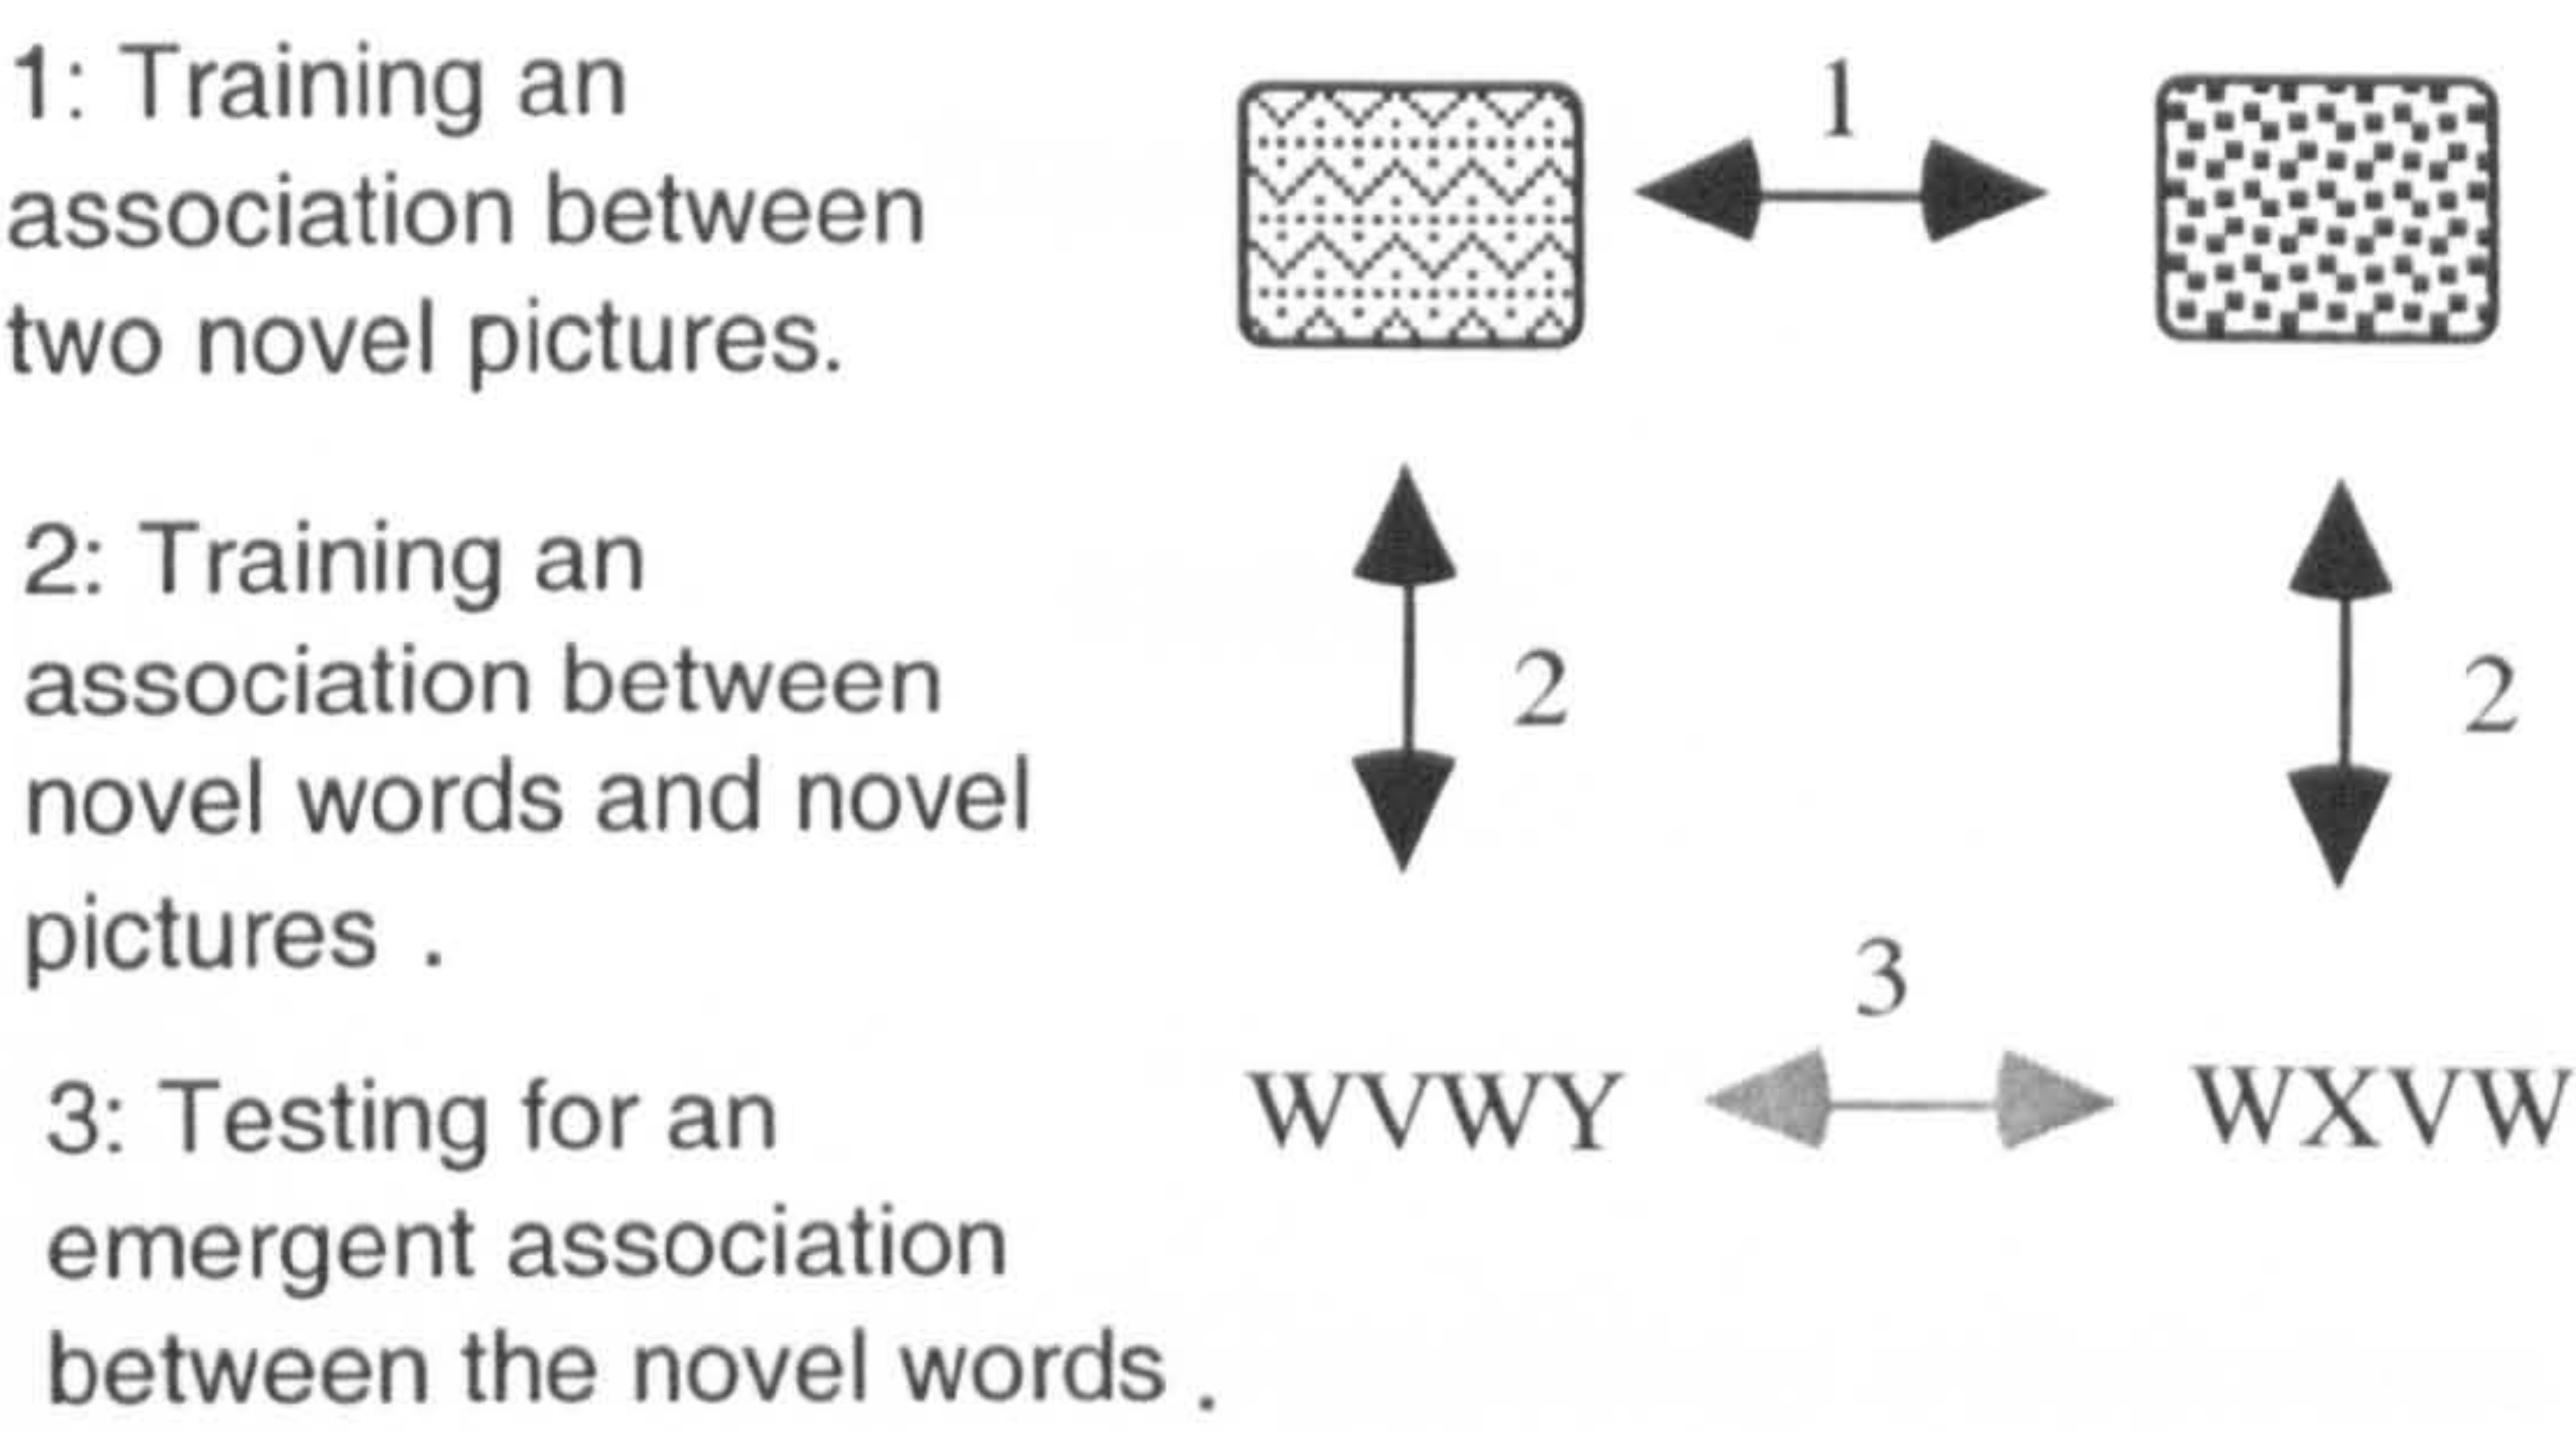 1: Training an
association between
two novel pictures.
1
2: Training an
association between
novel words and novel
pictures .
2
2
3
3: Testing for an
emergent association
between the novel words .
WVWY
WXVW